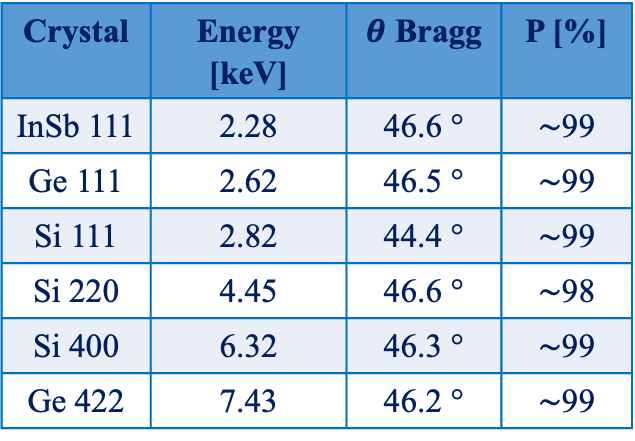 Crystal Energy [keV] θ Bragg P [%]
InSb 111 2.28 46.6 ° ~99
Ge 111 2.62 46.5 ° ~99
Si 111 2.82 44.4 ° ~99
Si 220 4.45 46.6 ° ~98
Si 400 6.32 46.3 ° ~99
Ge 422 7.43 46.2 ° ~99